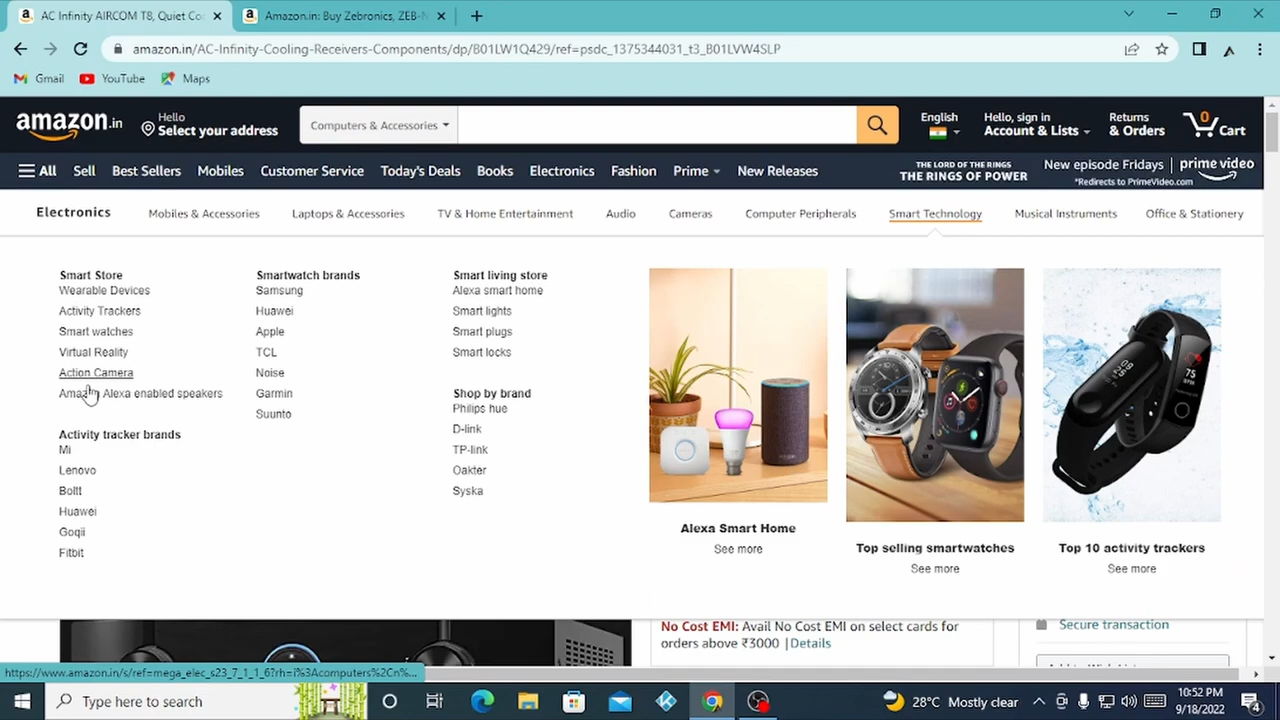 AC Infinity AIRCOM T8, Quiet Co
Amazon.in: Buy Zebronics, ZEB-N
amazon.in/AC-Infinity-Cooling-Receivers-Components/dp/B01LW1Q429/ref=psdc_1375344031_t3_B01LVW4SLP
Gmail YouTube Maps
amazon.in
Hello
Select your address
Computers & Accessories
English
Hello, sign in
Account & Lists
Returns
& Orders
0
Cart
All Sell Best Sellers Mobiles Customer Service Today's Deals Books Electronics Fashion Prime New Releases
THE LORD OF THE RINGS
THE RINGS OF POWER
New episode Fridays
*Redirects to PrimeVideo.com
prime video
Electronics Mobiles & Accessories Laptops & Accessories TV & Home Entertainment Audio Cameras Computer Peripherals Smart Technology Musical Instruments Office & Stationery
Smart Store
Wearable Devices
Activity Trackers
Smart watches
Virtual Reality
Action Camera
Amazon Alexa enabled speakers
Activity tracker brands
Mi
Lenovo
Boltt
Huawei
Goqii
Fitbit
Smartwatch brands
Samsung
Huawei
Apple
TCL
Noise
Garmin
Suunto
Smart living store
Alexa smart home
Smart lights
Smart plugs
Smart locks
Shop by brand
Philips hue
D-link
TP-link
Oakter
Syska
75
Alexa Smart Home
See more
Top selling smartwatches
See more
Top 10 activity trackers
See more
No Cost EMI: Avail No Cost EMI on select cards for
orders above ₹3000 | Details
Secure transaction
https://www.amazon.in/s/ref=mega_elec_s23_7_1_1_6?rh=i%3Acomputers%2Cn%...
Type here to search
28°C Mostly clear
10:52 PM
9/18/2022
4